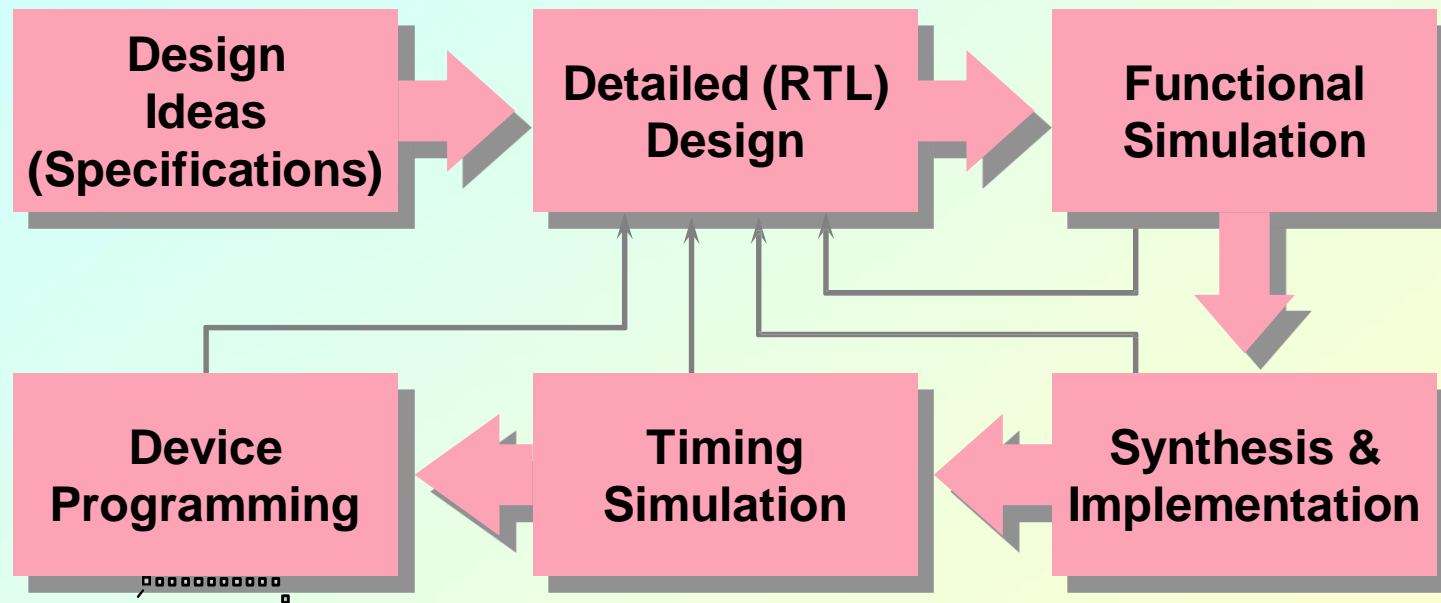 Design
Ideas
(Specifications)
Detailed (RTL)
Design
Functional
Simulation
Device
Programming
Timing
Simulation
Synthesis &
Implementation